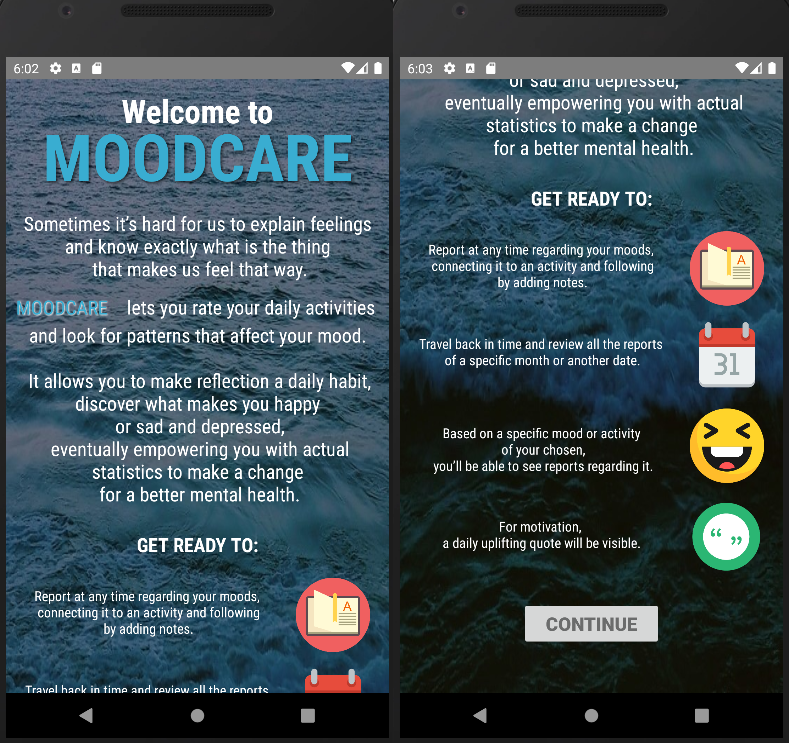 6:02
Welcome to
MOODCARE
Sometimes it's hard for us to explain feelings
and know exactly what is the thing
that makes us feel that way.
MOODCARE lets you rate your daily activities
and look for patterns that affect your mood.
It allows you to make reflection a daily habit,
discover what makes you happy
or sad and depressed,
eventually empowering you with actual
statistics to make a change
for a better mental health.
GET READY TO:
Report at any time regarding your moods,
connecting it to an activity and following
by adding notes.
A
Travel back in time and review all the reports
6:03
or sad and depressed,
eventually empowering you with actual
statistics to make a change
for a better mental health.
GET READY TO:
Report at any time regarding your moods,
connecting it to an activity and following
by adding notes.
A
Travel back in time and review all the reports
of a specific month or another date.
31
Based on a specific mood or activity
of your chosen,
you'll be able to see reports regarding it.
For motivation,
a daily uplifting quote will be visible.
“ ”
CONTINUE